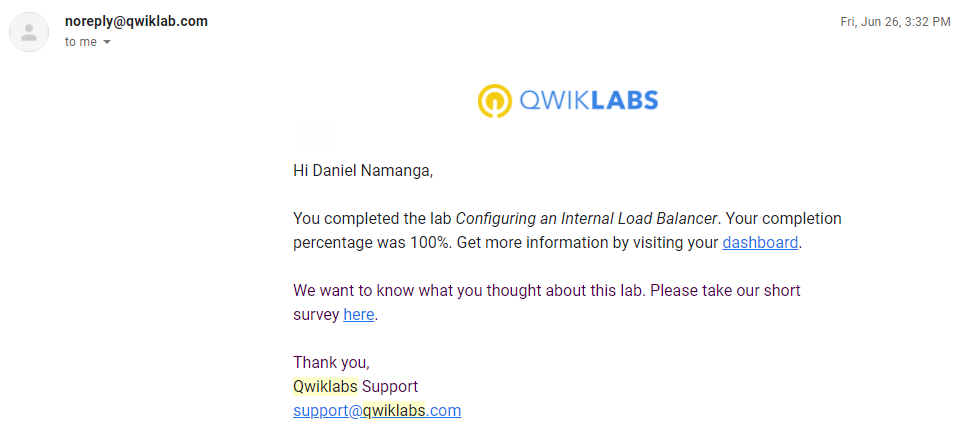 noreply@qwiklab.com
Fri, Jun 26, 3:32 PM
to me
QWIKLABS
Hi Daniel Namanga,
You completed the lab Configuring an Internal Load Balancer. Your completion
percentage was 100%. Get more information by visiting your dashboard.
We want to know what you thought about this lab. Please take our short
survey here.
Thank you,
Qwiklabs Support
support@qwiklabs.com